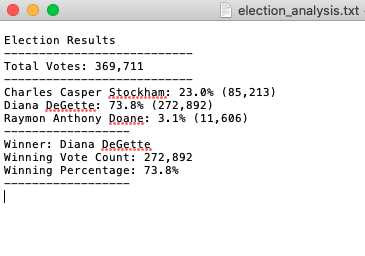 election_analysis.txt
Election Results
-------------------------
Total Votes: 369,711
-------------------------
Charles Casper Stockham: 23.0% (85,213)
Diana DeGette: 73.8% (272,892)
Raymon Anthony Doane: 3.1% (11,606)
-----------------
Winner: Diana DeGette
Winning Vote Count: 272,892
Winning Percentage: 73.8%
-----------------